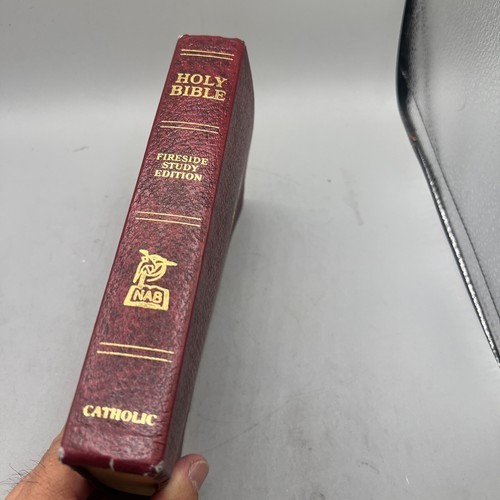 HOLY
BIBLE
FIRESIDE
STUDY
EDITION
NAB
CATHOLIC